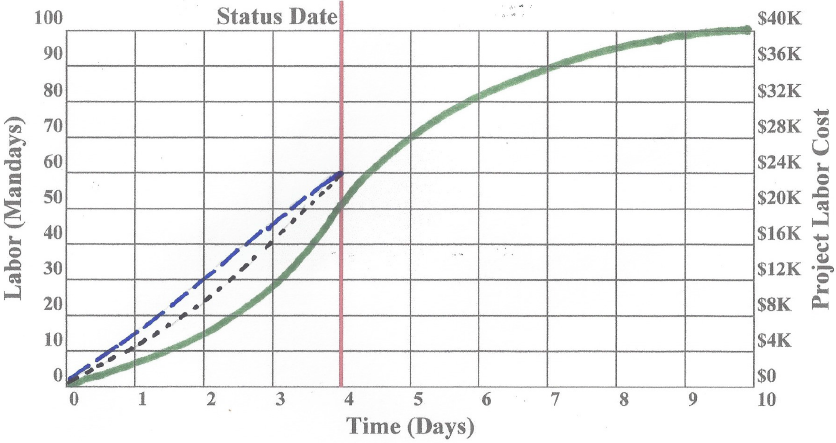 Status Date
100
90
80
70
60
50
40
30
20
10
0
Labor (Mandays)
$40K
$36K
$32K
$28K
$24K
$20K
$16K
$12K
$8K
$4K
$0
Project Labor Cost
0 1 2 3 4 5 6 7 8 9 10
Time (Days)